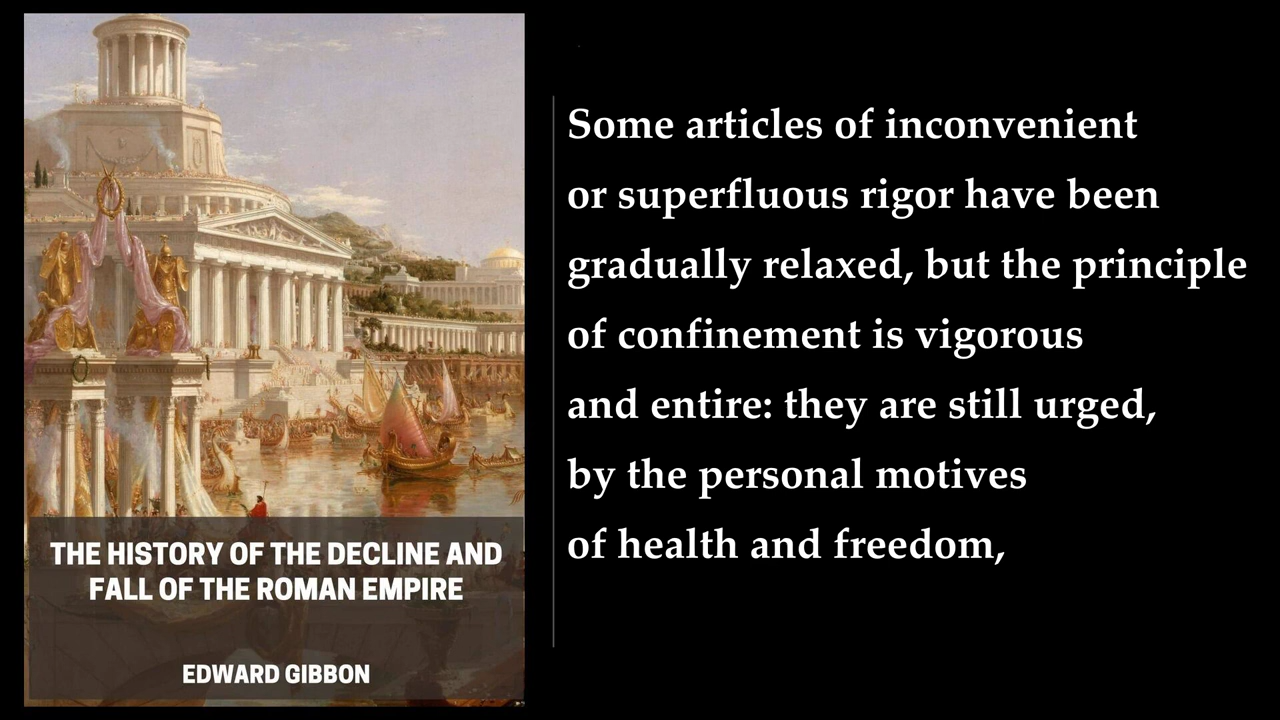 Some articles of inconvenient
or superfluous rigor have been
gradually relaxed, but the principle
of confinement is vigorous
and entire: they are still urged,
by the personal motives
of health and freedom,
THE HISTORY OF THE DECLINE AND
FALL OF THE ROMAN EMPIRE
EDWARD GIBBON